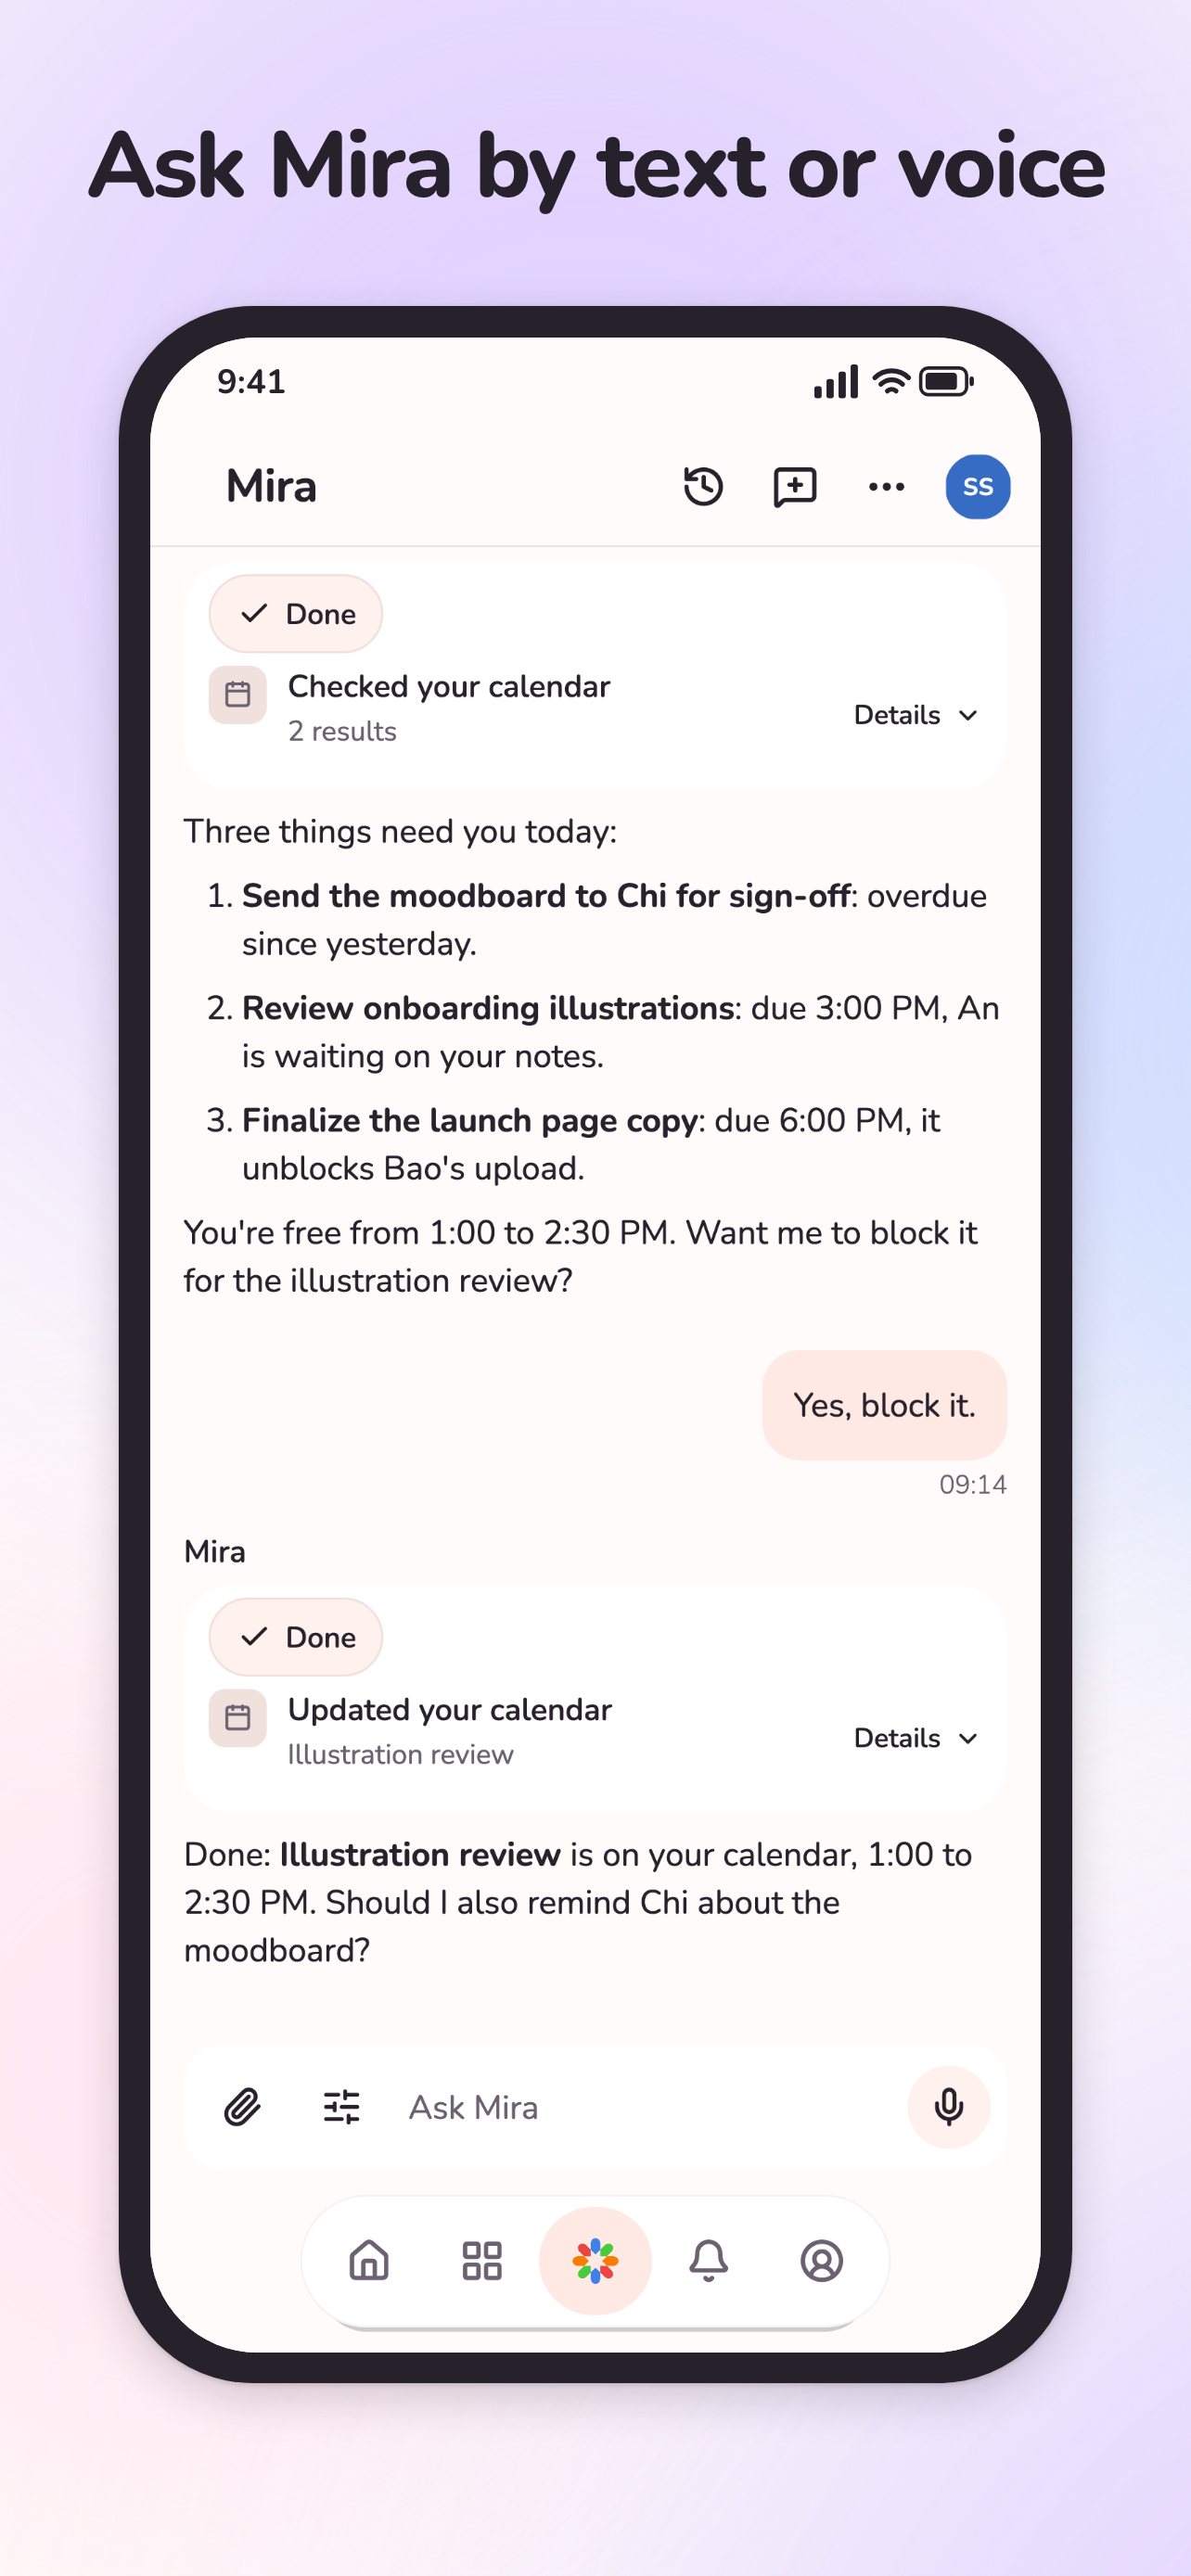 Ask Mira by text or voice
9:41
Mira
SS
Done
Checked your calendar
2 results
Details
Three things need you today:
1. Send the moodboard to Chi for sign-off: overdue
since yesterday.
2. Review onboarding illustrations: due 3:00 PM, An
is waiting on your notes.
3. Finalize the launch page copy: due 6:00 PM, it
unblocks Bao's upload.
You're free from 1:00 to 2:30 PM. Want me to block it
for the illustration review?
Yes, block it.
09:14
Mira
Done
Updated your calendar
Illustration review
Details
Done: Illustration review is on your calendar, 1:00 to
2:30 PM. Should I also remind Chi about the
moodboard?
Ask Mira